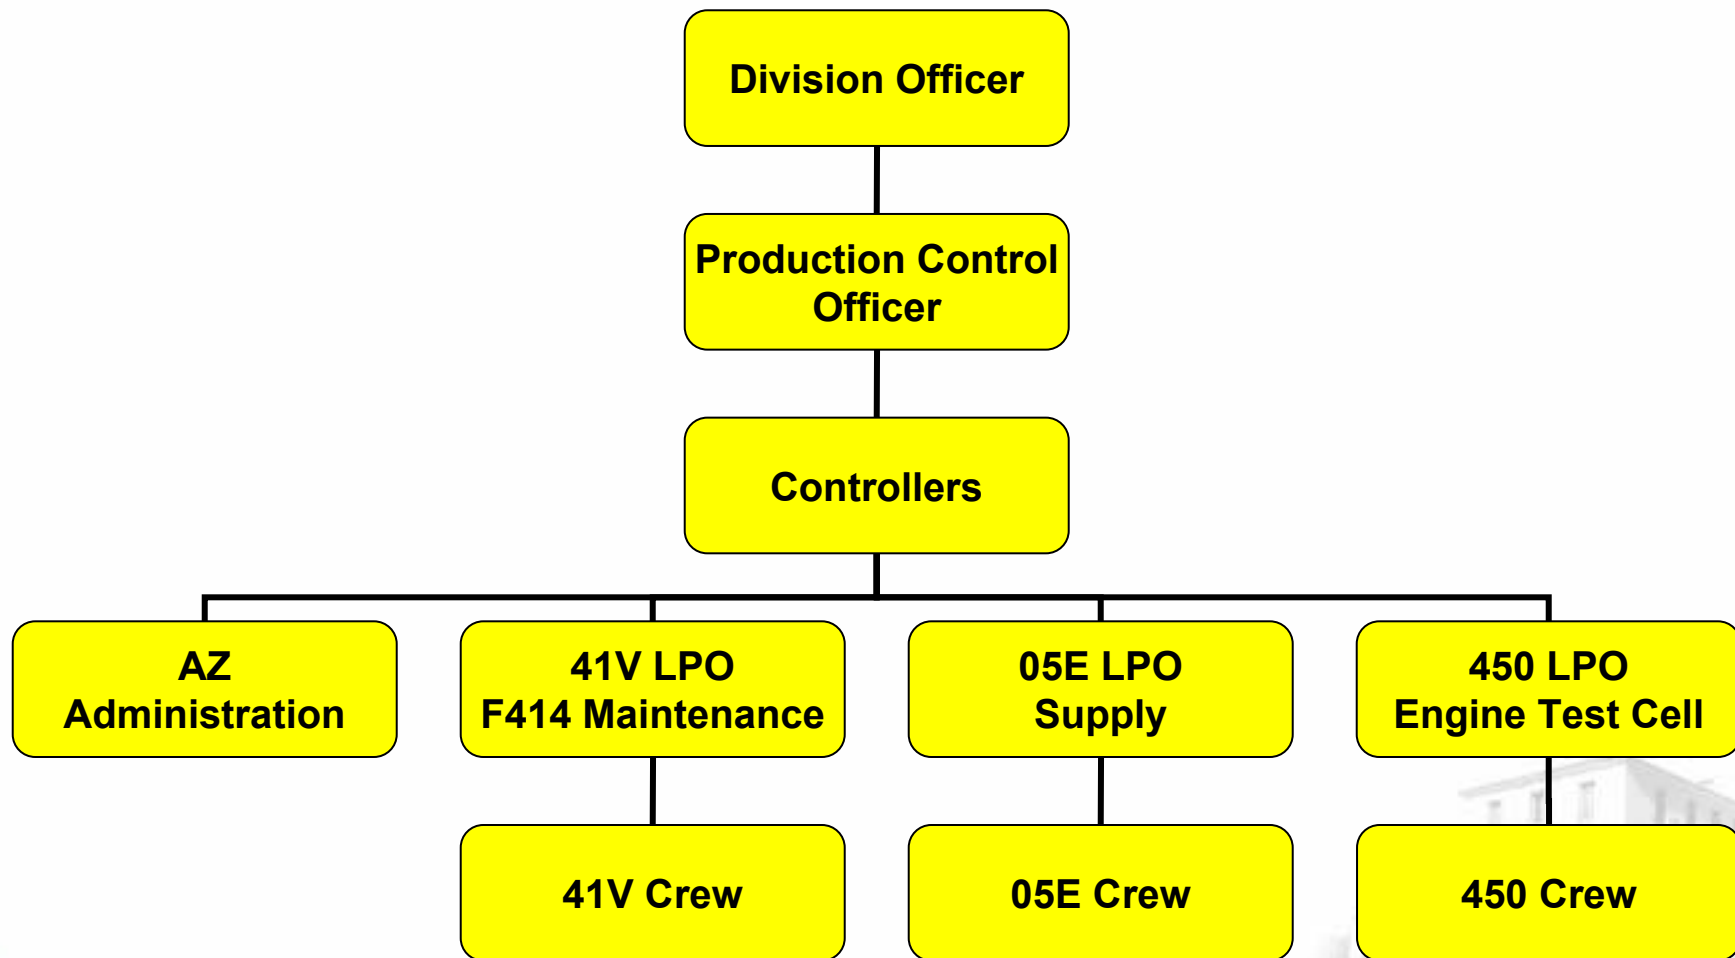 Division Officer
Production Control
Officer
Controllers
AZ
Administration
41V LPO
F414 Maintenance
05E LPO
Supply
450 LPO
Engine Test Cell
41V Crew
05E Crew
450 Crew